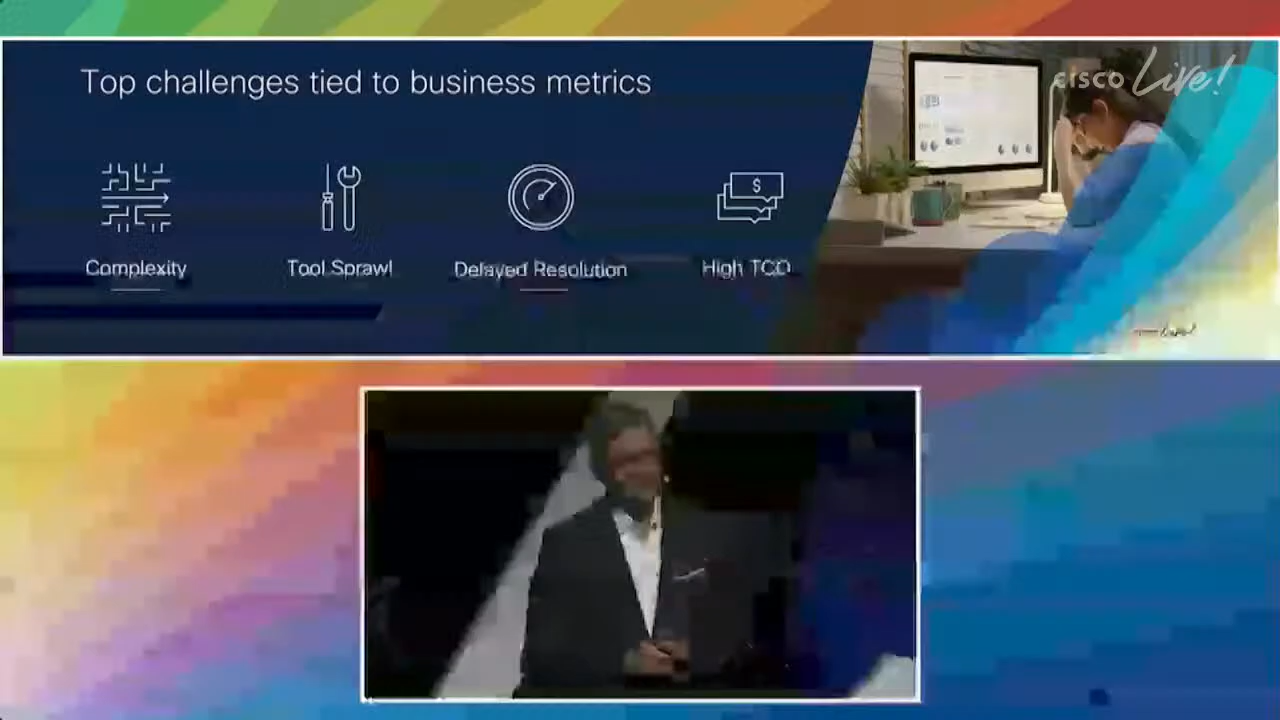 Top challenges tied to business metrics
CISCO Live!
$
Complexity
Tool Sprawl
Delayed Resolution
High TCO